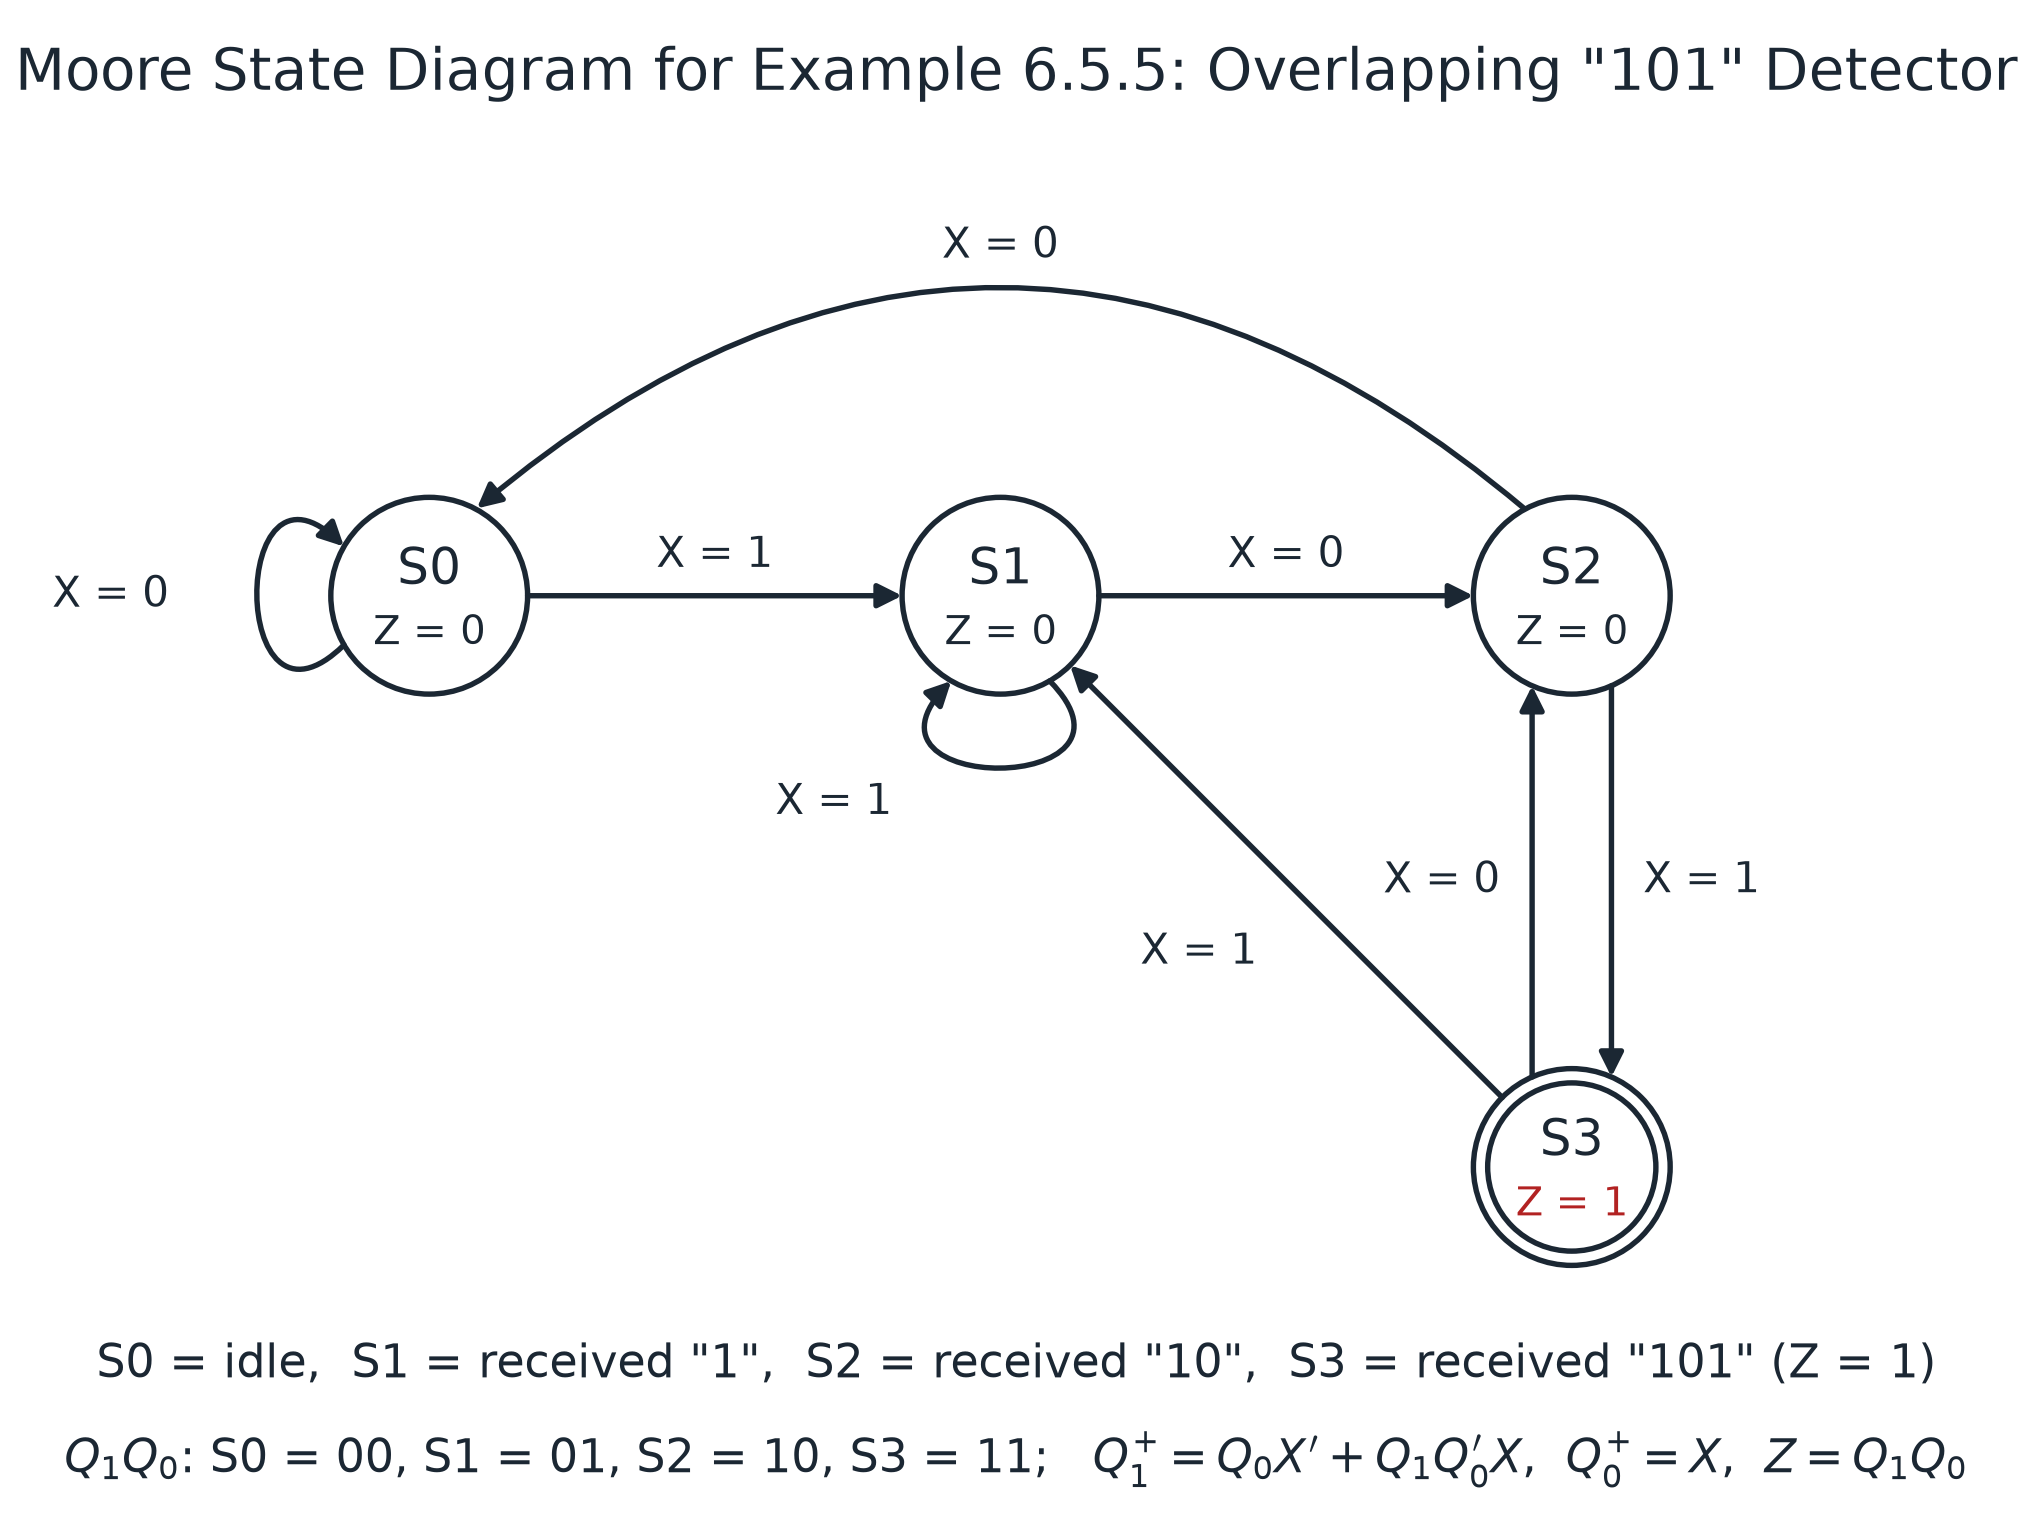 Moore State Diagram for Example 6.5.5: Overlapping "101" Detector
X = 0
X = 1
X = 0
S0
Z = 0
S1
Z = 0
S2
Z = 0
X = 0
X = 1
X = 0
X = 1
X = 1
S3
Z = 1
S0 = idle, S1 = received "1", S2 = received "10", S3 = received "101" (Z = 1)
Q₁Q₀: S0 = 00, S1 = 01, S2 = 10, S3 = 11; Q₁⁺ = Q₀X′ + Q₁Q₀′X, Q₀⁺ = X, Z = Q₁Q₀